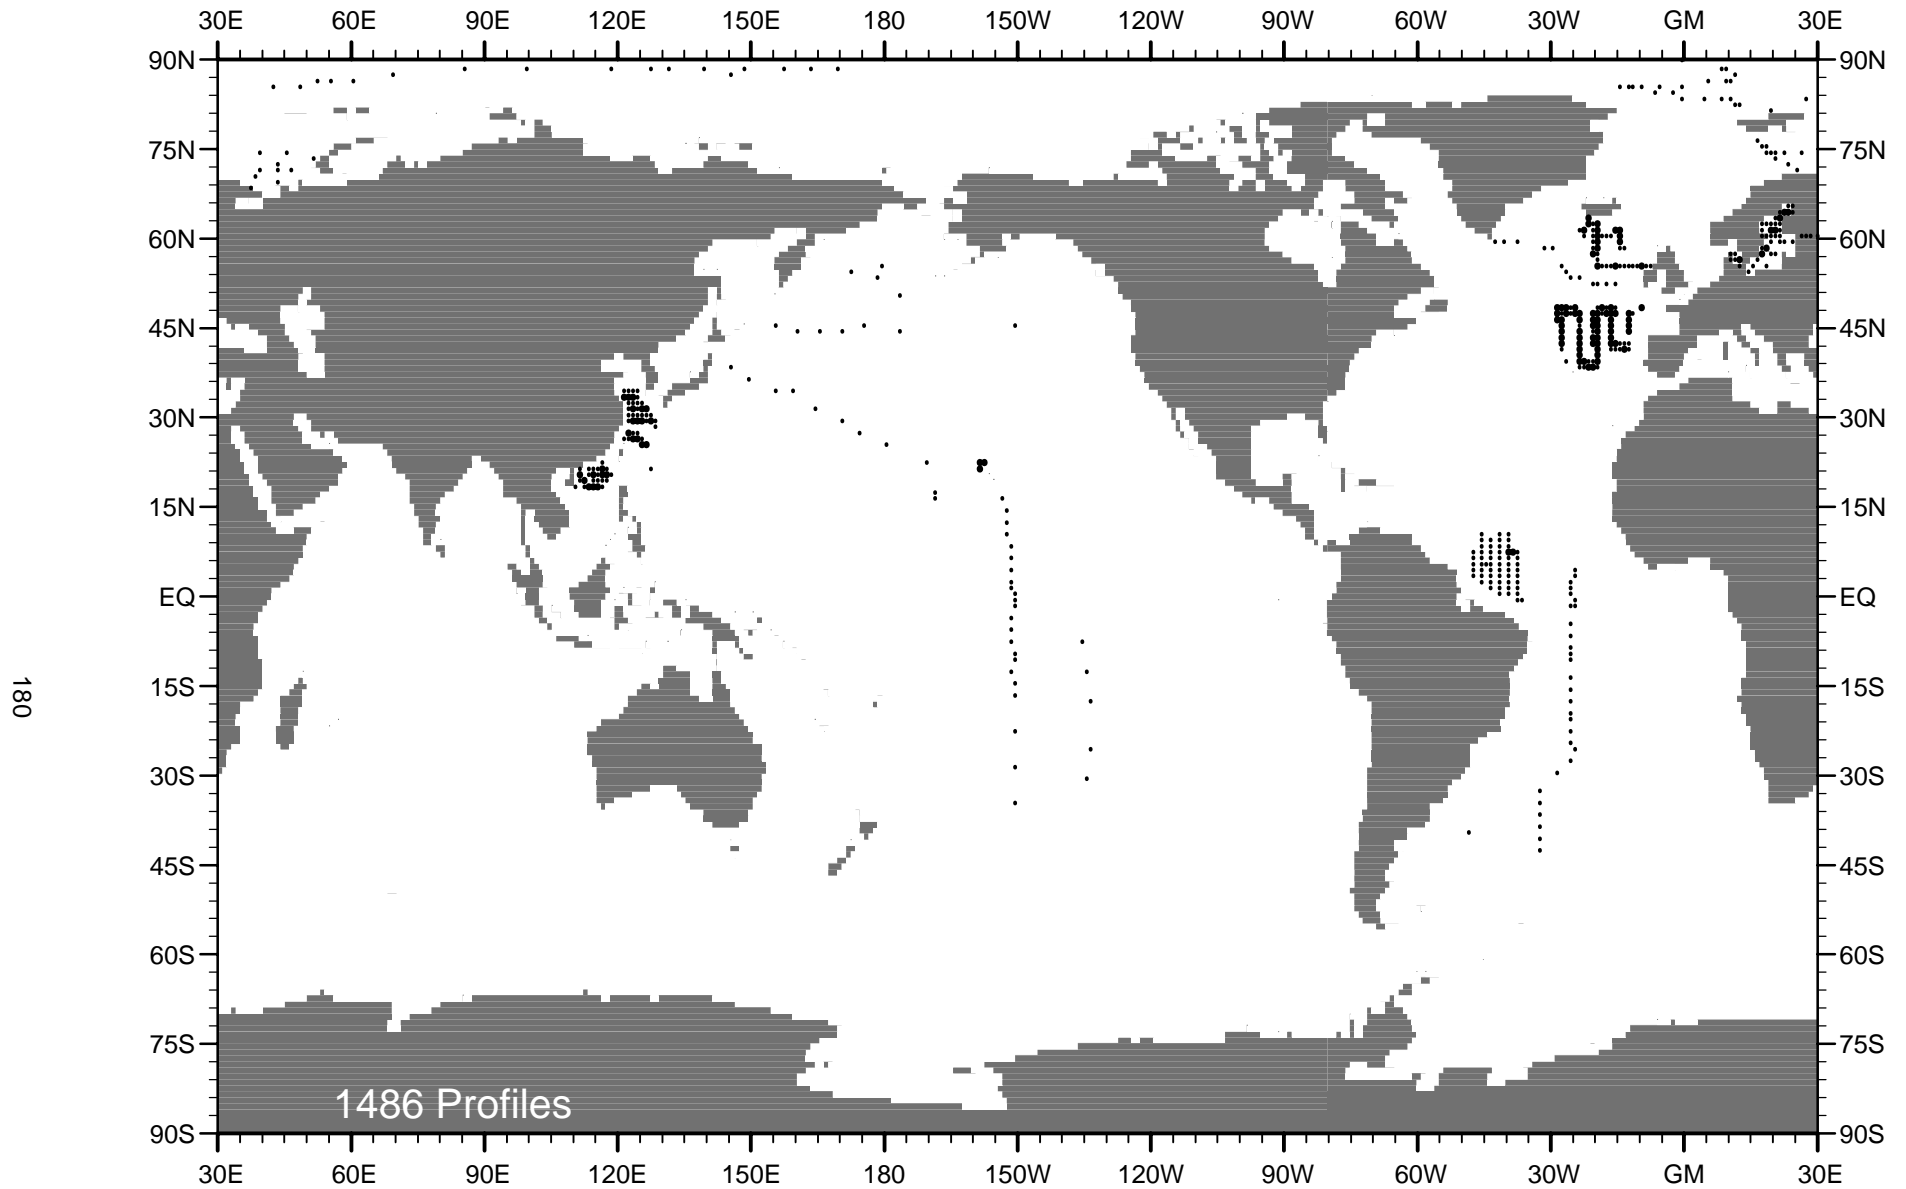 30E 60E 90E 120E 150E 180 150W 120W 90W 60W 30W GM 30E
90N 90N
75N 75N
60N 60N
45N 45N
30N 30N
15N 15N
EQ EQ
15S 15S
180
30S 30S
45S 45S
60S 60S
75S 75S
1486 Profiles
90S 90S
30E 60E 90E 120E 150E 180 150W 120W 90W 60W 30W GM 30E